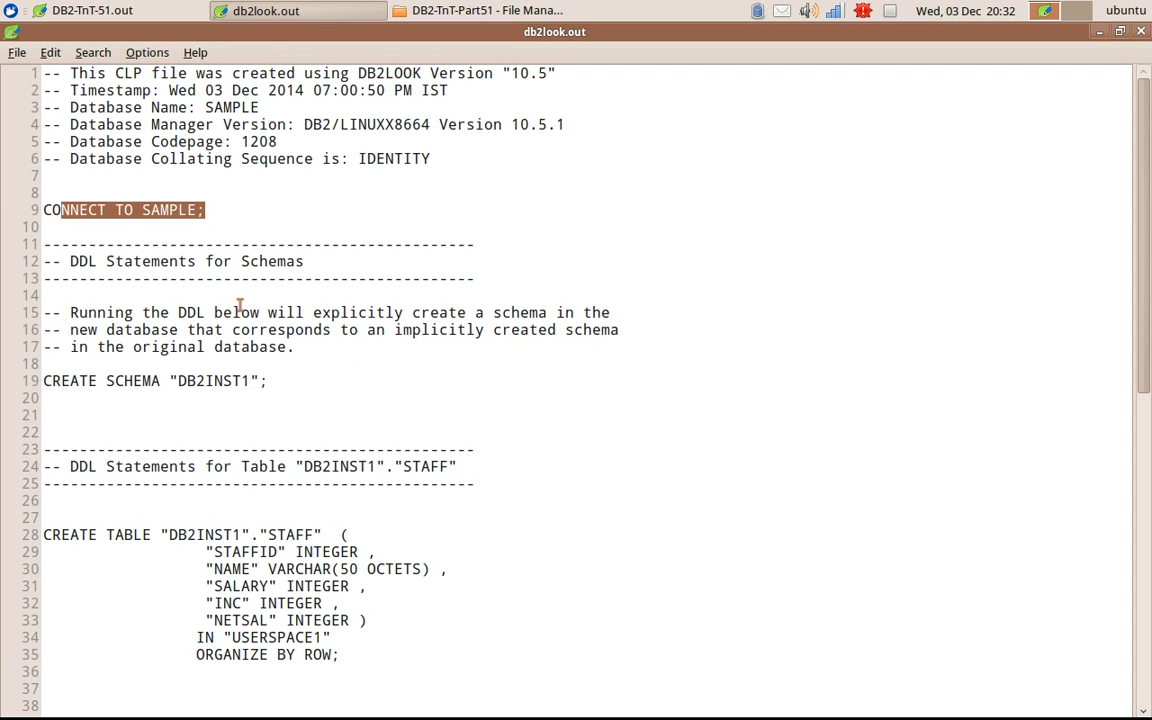 DB2-TnT-51.out
db2look.out
DB2-TnT-Part51 - File Mana...
Wed, 03 Dec 20:32
ubuntu
db2look.out
File Edit Search Options Help
1 -- This CLP file was created using DB2LOOK Version "10.5"
2 -- Timestamp: Wed 03 Dec 2014 07:00:50 PM IST
3 -- Database Name: SAMPLE
4 -- Database Manager Version: DB2/LINUXX8664 Version 10.5.1
5 -- Database Codepage: 1208
6 -- Database Collating Sequence is: IDENTITY
7
8
9 CONNECT TO SAMPLE;
10
11 ------------------------------------------------
12 -- DDL Statements for Schemas
13 ------------------------------------------------
14
15 -- Running the DDL below will explicitly create a schema in the
16 -- new database that corresponds to an implicitly created schema
17 -- in the original database.
18
19 CREATE SCHEMA "DB2INST1";
20
21
22
23 ------------------------------------------------
24 -- DDL Statements for Table "DB2INST1"."STAFF"
25 ------------------------------------------------
26
27
28 CREATE TABLE "DB2INST1"."STAFF"  (
29 "STAFFID" INTEGER ,
30 "NAME" VARCHAR(50 OCTETS) ,
31 "SALARY" INTEGER ,
32 "INC" INTEGER ,
33 "NETSAL" INTEGER )
34 IN "USERSPACE1"
35 ORGANIZE BY ROW;
36
37
38